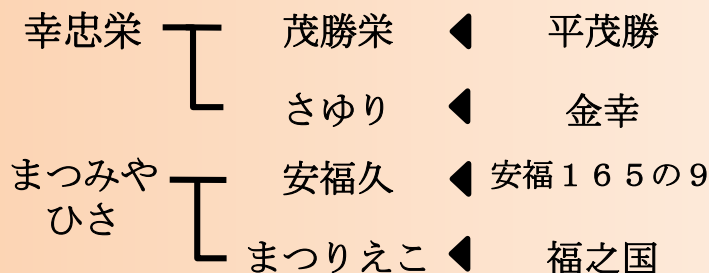 幸忠栄 茂勝栄 ◀ 平茂勝
さゆり ◀ 金幸
まつみや
ひさ
安福久 ◀ 安福１６５の９
まつりえこ ◀ 福之国